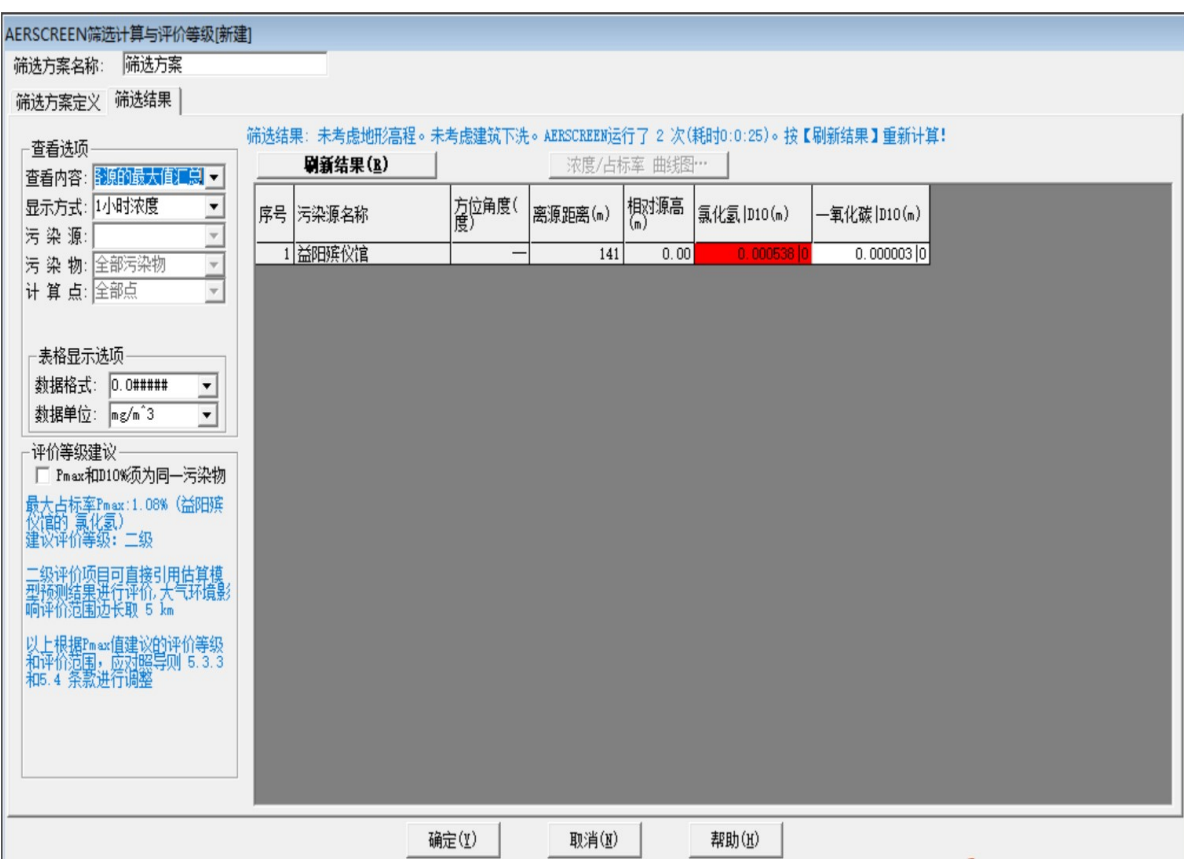 AERSCREEN筛选计算与评价等级[新建]
筛选方案名称: 筛选方案
筛选方案定义 筛选结果
筛选结果: 未考虑地形高程。未考虑建筑下洗。AERSCREEN运行了 2 次(耗时0:0:25)。按【刷新结果】重新计算!
刷新结果(R) 浓度/占标率 曲线图…
查看选项
查看内容: 源的最大值汇总
显示方式: 1小时浓度
污 染 源:
污 染 物: 全部污染物
计 算 点: 全部点
序号 污染源名称 方位角度(度) 离源距离(m) 相对源高(m) 氯化氢|D10(m) 一氧化碳|D10(m)
1 益阳殡仪馆 — 141 0.00 0.000538|0 0.000003|0
表格显示选项
数据格式: 0.0#####
数据单位: mg/m^3
评价等级建议
Pmax和D10%须为同一污染物
最大占标率Pmax:1.08% (益阳殡
仪馆的 氯化氢)
建议评价等级: 二级
二级评价项目可直接引用估算模
型预测结果进行评价,大气环境影
响评价范围边长取 5 km
以上根据Pmax值建议的评价等级
和评价范围，应对照导则 5.3.3
和5.4 条款进行调整
确定(Y) 取消(N) 帮助(H)